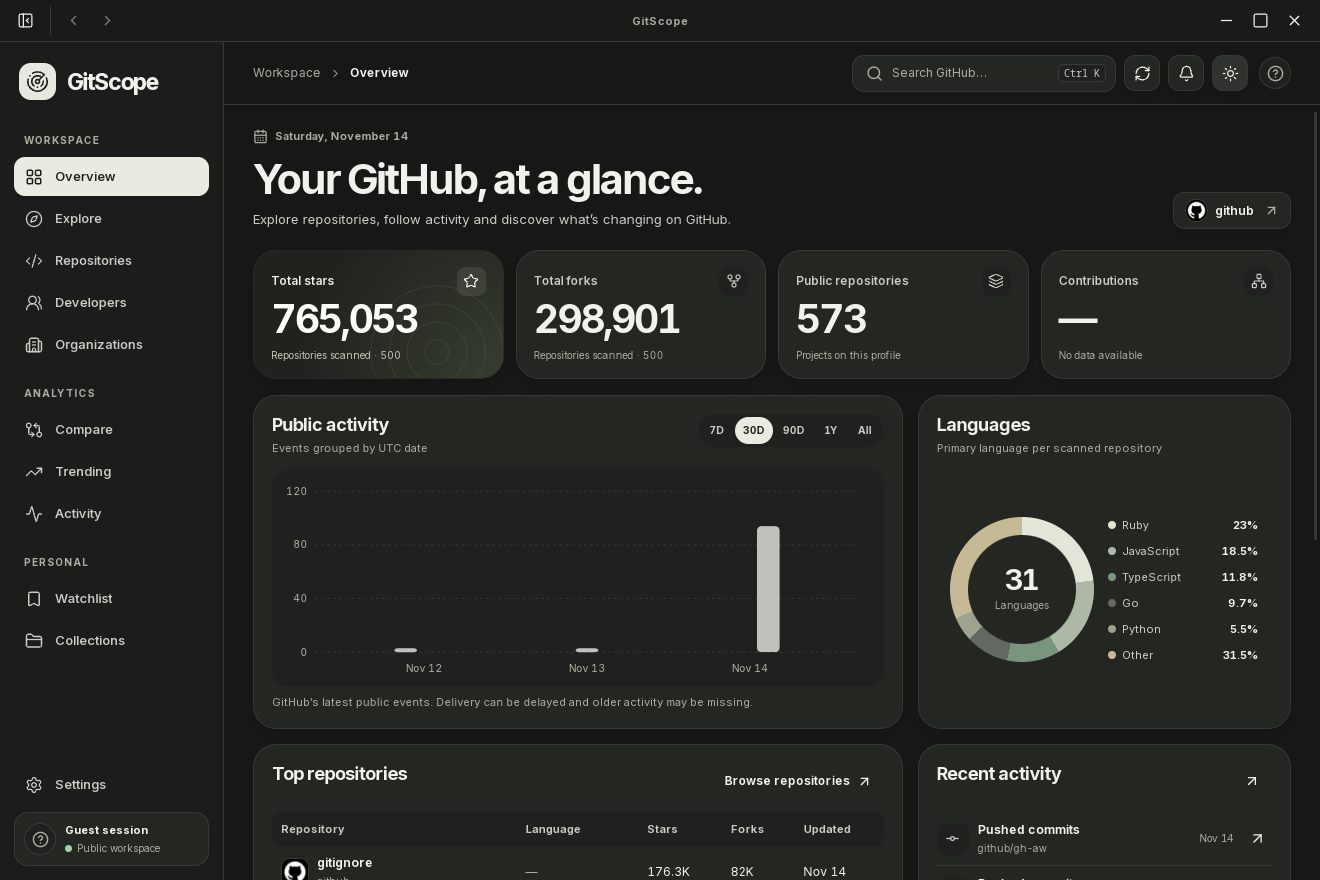 GitScope
GitScope
WORKSPACE
Overview
Explore
Repositories
Developers
Organizations
ANALYTICS
Compare
Trending
Activity
PERSONAL
Watchlist
Collections
Settings
Guest session
Public workspace
Workspace > Overview
Search GitHub…
Ctrl K
Saturday, November 14
Your GitHub, at a glance.
Explore repositories, follow activity and discover what's changing on GitHub.
github
Total stars
765,053
Repositories scanned · 500
Total forks
298,901
Repositories scanned · 500
Public repositories
573
Projects on this profile
Contributions
—
No data available
Public activity
Events grouped by UTC date
7D 30D 90D 1Y All
120
80
40
0
Nov 12 Nov 13 Nov 14
GitHub's latest public events. Delivery can be delayed and older activity may be missing.
Languages
Primary language per scanned repository
31
Languages
Ruby 23%
JavaScript 18.5%
TypeScript 11.8%
Go 9.7%
Python 5.5%
Other 31.5%
Top repositories
Browse repositories
Repository Language Stars Forks Updated
gitignore — 176.3K 82K Nov 14
github
Recent activity
Pushed commits
github/gh-aw
Nov 14